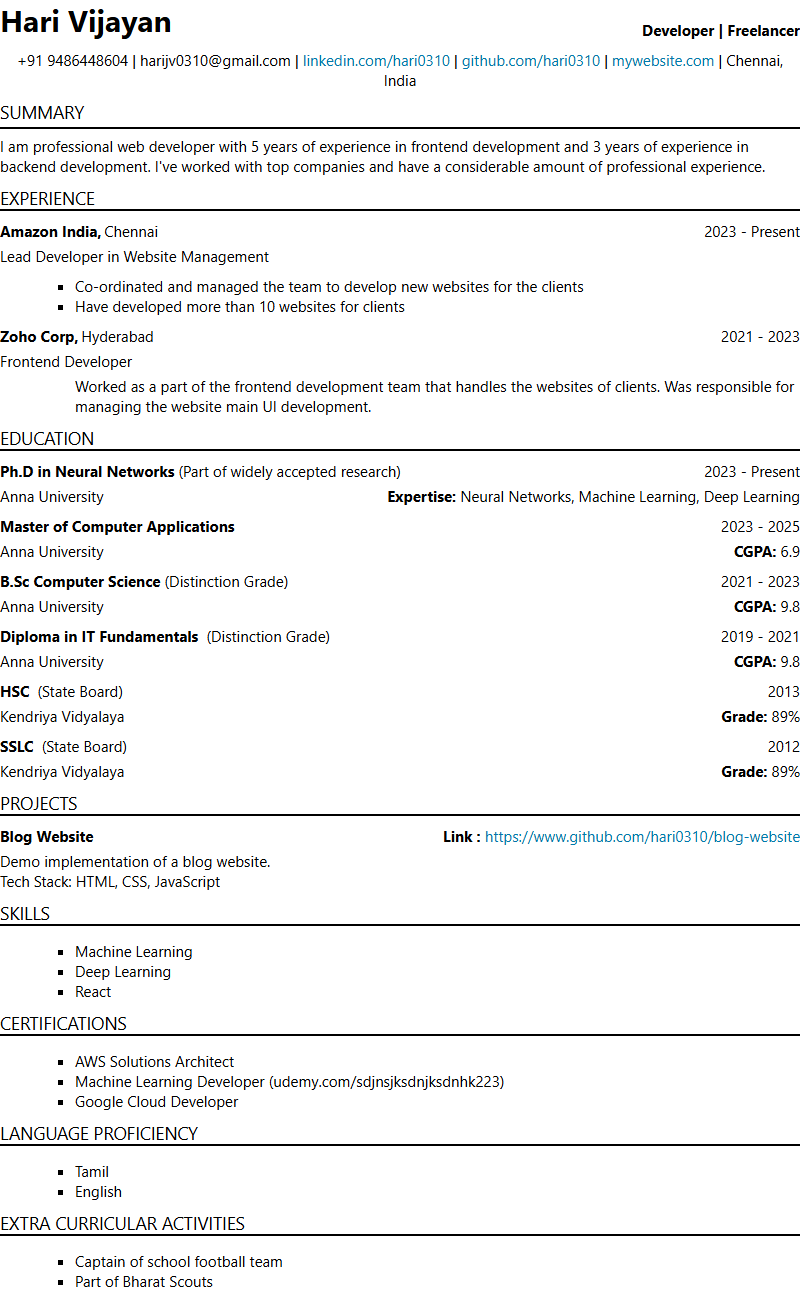 Hari Vijayan
Developer | Freelancer
+91 9486448604 | harijv0310@gmail.com | linkedin.com/hari0310 | github.com/hari0310 | mywebsite.com | Chennai,
India
SUMMARY
I am professional web developer with 5 years of experience in frontend development and 3 years of experience in
backend development. I've worked with top companies and have a considerable amount of professional experience.
EXPERIENCE
Amazon India, Chennai 2023 - Present
Lead Developer in Website Management
▪ Co-ordinated and managed the team to develop new websites for the clients
▪ Have developed more than 10 websites for clients
Zoho Corp, Hyderabad 2021 - 2023
Frontend Developer
Worked as a part of the frontend development team that handles the websites of clients. Was responsible for
managing the website main UI development.
EDUCATION
Ph.D in Neural Networks (Part of widely accepted research) 2023 - Present
Anna University Expertise: Neural Networks, Machine Learning, Deep Learning
Master of Computer Applications 2023 - 2025
Anna University CGPA: 6.9
B.Sc Computer Science (Distinction Grade) 2021 - 2023
Anna University CGPA: 9.8
Diploma in IT Fundamentals (Distinction Grade) 2019 - 2021
Anna University CGPA: 9.8
HSC (State Board) 2013
Kendriya Vidyalaya Grade: 89%
SSLC (State Board) 2012
Kendriya Vidyalaya Grade: 89%
PROJECTS
Blog Website Link : https://www.github.com/hari0310/blog-website
Demo implementation of a blog website.
Tech Stack: HTML, CSS, JavaScript
SKILLS
▪ Machine Learning
▪ Deep Learning
▪ React
CERTIFICATIONS
▪ AWS Solutions Architect
▪ Machine Learning Developer (udemy.com/sdjnsjksdnjksdnhk223)
▪ Google Cloud Developer
LANGUAGE PROFICIENCY
▪ Tamil
▪ English
EXTRA CURRICULAR ACTIVITIES
▪ Captain of school football team
▪ Part of Bharat Scouts